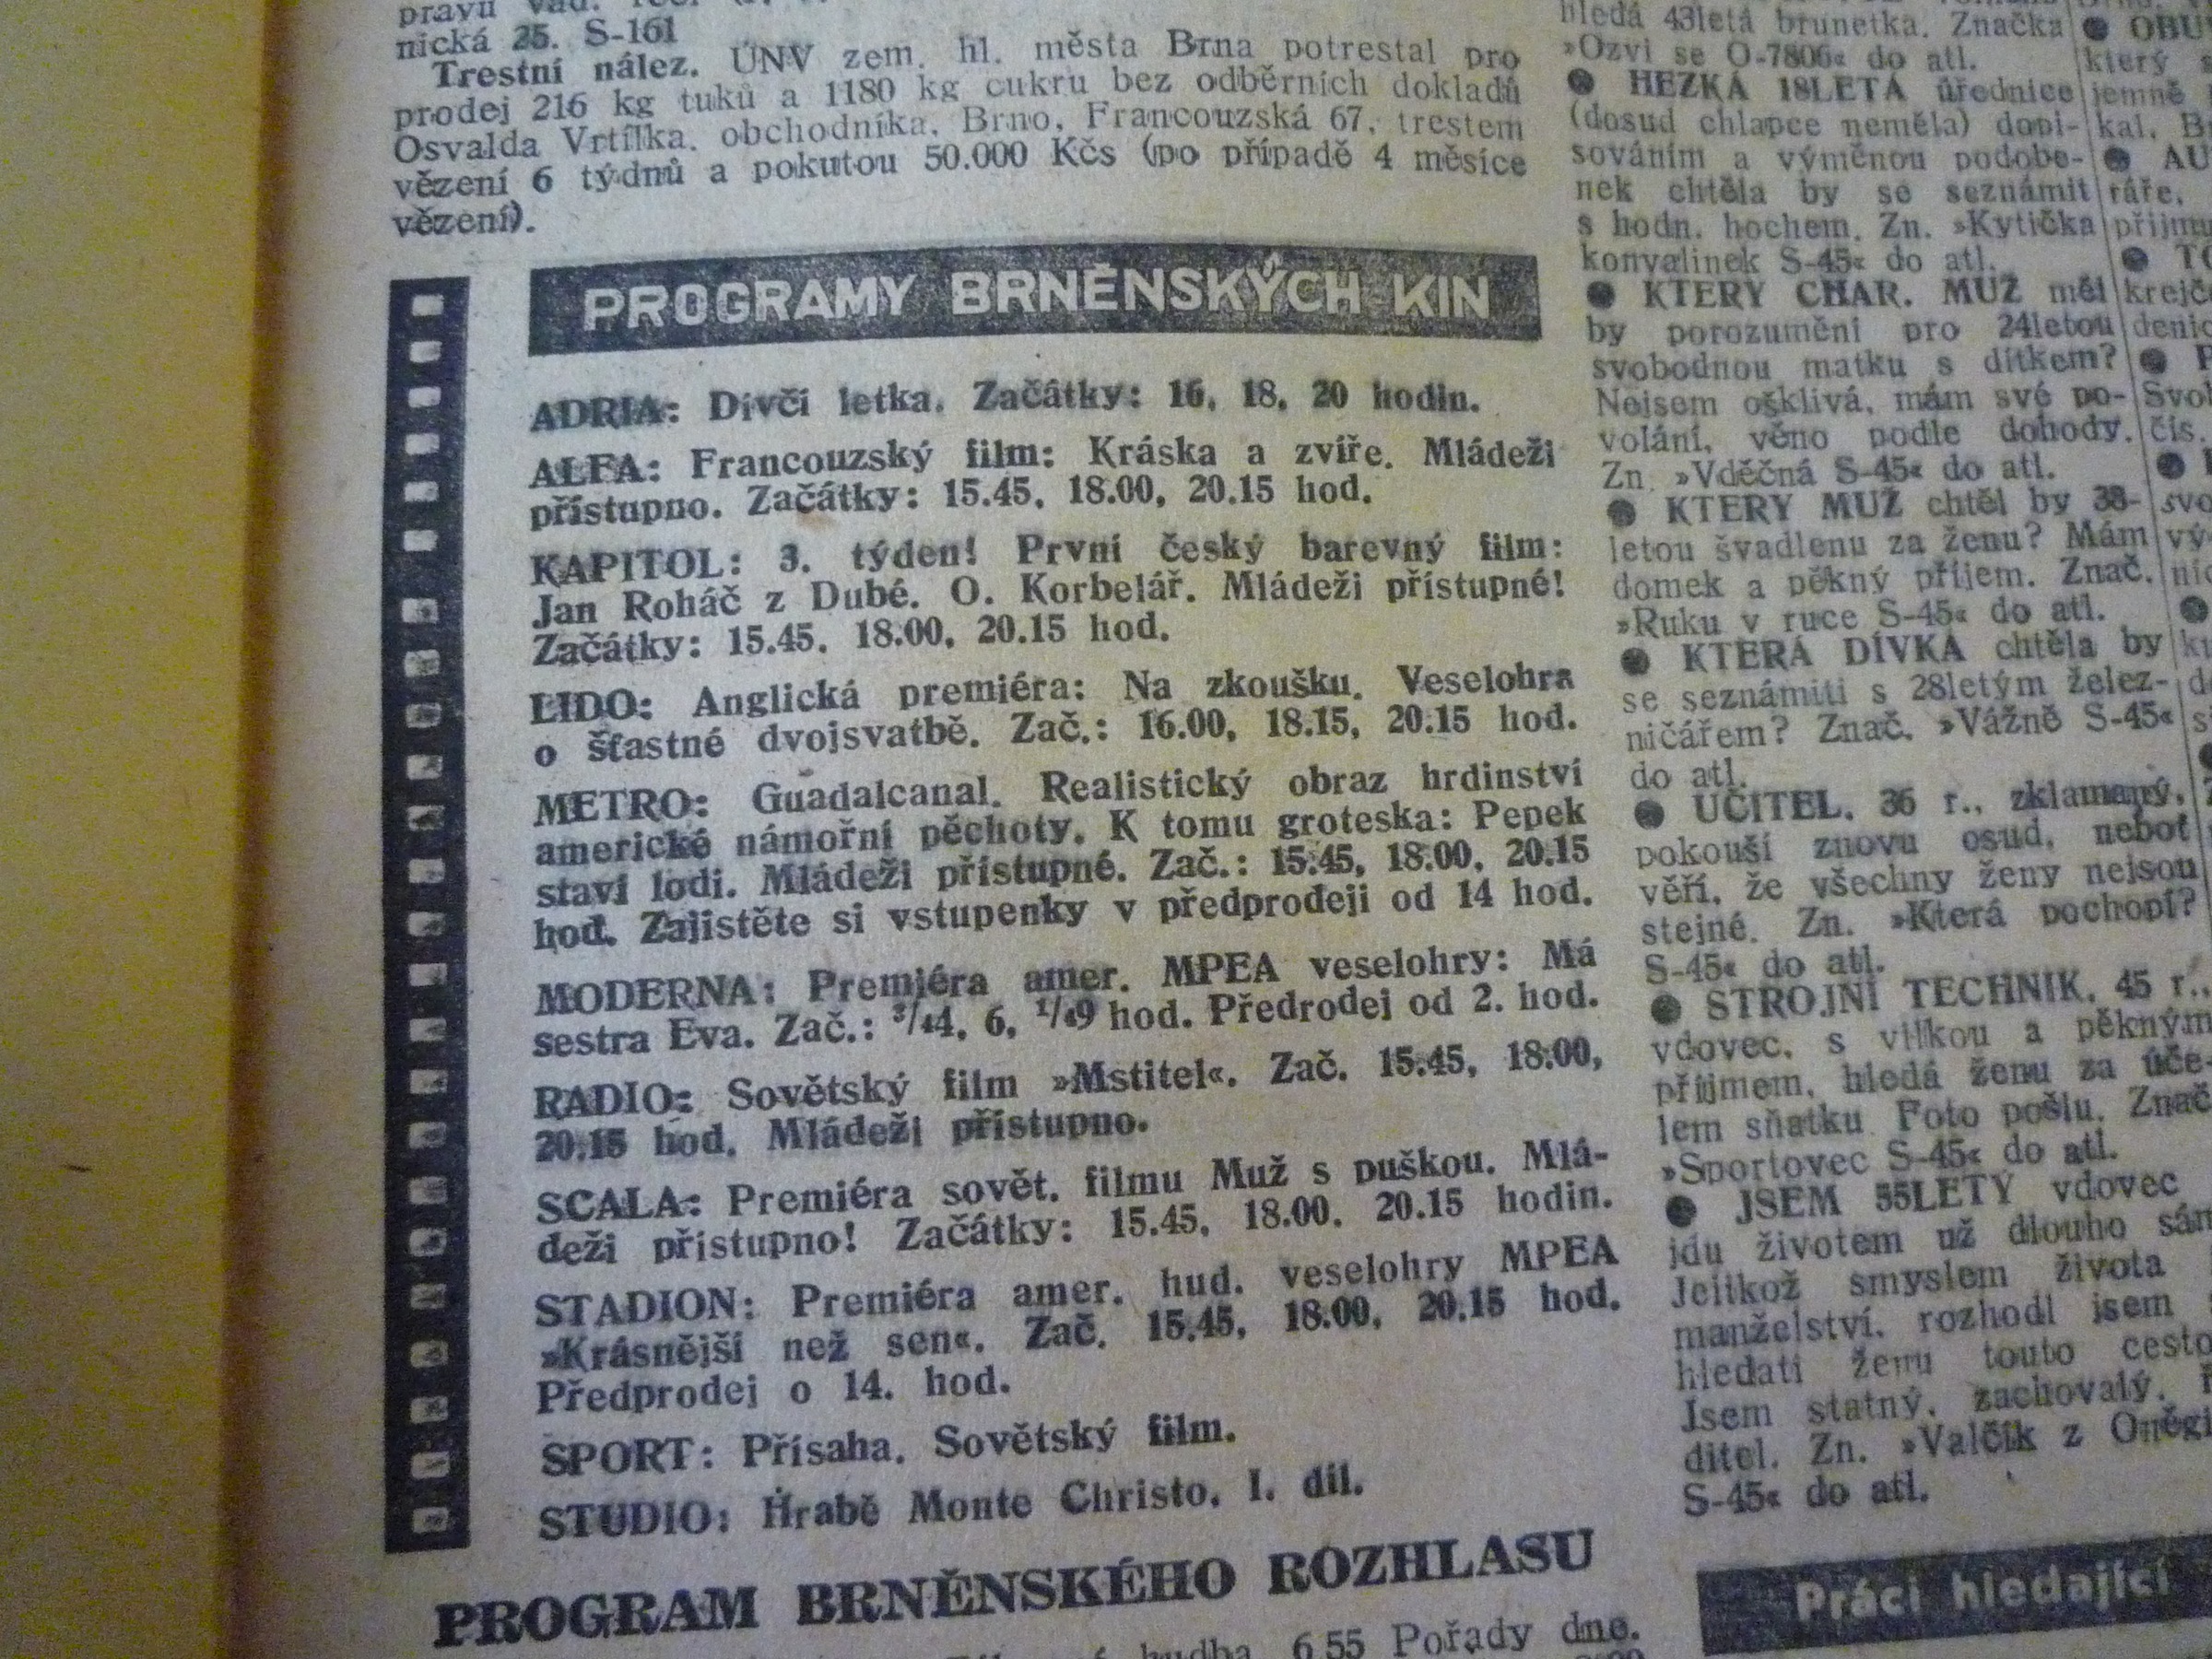 nická 25. S-161
Trestní nález. ÚNV zem. hl. města Brna potrestal pro
prodej 216 kg tuků a 1180 kg cukru bez odběrních dokladů
Osvalda Vrtílka, obchodníka, Brno, Francouzská 67, trestem
vězení 6 týdnů a pokutou 50.000 Kčs (po případě 4 měsíce
vězení).
PROGRAMY BRNĚNSKÝCH KIN
ADRIA: Dívčí letka. Začátky: 16, 18, 20 hodin.
ALFA: Francouzský film: Kráska a zvíře. Mládeži
přístupno. Začátky: 15.45, 18.00, 20.15 hod.
KAPITOL: 3. týden! První český barevný film:
Jan Roháč z Dubé. O. Korbelář. Mládeži přístupné!
Začátky: 15.45, 18.00, 20.15 hod.
LIDO: Anglická premiéra: Na zkoušku. Veselohra
o šťastné dvojsvatbě. Zač.: 16.00, 18.15, 20.15 hod.
METRO: Guadalcanal. Realistický obraz hrdinství
americké námořní pěchoty. K tomu groteska: Pepek
staví lodi. Mládeži přístupné. Zač.: 15.45, 18.00, 20.15
hod. Zajistěte si vstupenky v předprodeji od 14 hod.
MODERNA: Premiéra amer. MPEA veselohry: Má
sestra Eva. Zač.: 3/44, 6, 1/49 hod. Předrodej od 2. hod.
RADIO: Sovětský film »Mstitel«. Zač. 15.45, 18.00,
20.15 hod. Mládeži přístupno.
SCALA: Premiéra sovět. filmu Muž s puškou. Mlá-
deži přístupno! Začátky: 15.45, 18.00, 20.15 hodin.
STADION: Premiéra amer. hud. veselohry MPEA
»Krásnější než sen«. Zač. 15.45, 18.00, 20.15 hod.
Předprodej o 14. hod.
SPORT: Přísaha. Sovětský film.
STUDIO: Hrabě Monte Christo, I. díl.
PROGRAM BRNĚNSKÉHO ROZHLASU
hudba, 6.55 Pořady dne.
hledá 43letá brunetka. Značka
»Ozvi se O-7806« do atl.
● HEZKÁ 18LETÁ úřednice
(dosud chlapce neměla) dopi-
sováním a výměnou podobe-
nek chtěla by se seznámit
s hodn. hochem. Zn. »Kytička
konvalinek S-45« do atl.
● KTERÝ CHAR. MUŽ měl
by porozumění pro 24letou
svobodnou matku s dítkem?
Nejsem ošklivá, mám své po-
volání, věno podle dohody.
Zn. »Vděčná S-45« do atl.
● KTERÝ MUŽ chtěl by 38-
letou švadlenu za ženu? Mám
domek a pěkný příjem. Znač.
»Ruku v ruce S-45« do atl.
● KTERÁ DÍVKA chtěla by
se seznámiti s 28letým želez-
ničářem? Znač. »Vážně S-45«
do atl.
● UČITEL, 36 r., zklamaný,
pokouší znovu osud, neboť
věří, že všechny ženy nejsou
stejné. Zn. »Která pochopí?
S-45« do atl.
● STROJNÍ TECHNIK, 45 r.,
vdovec, s vilkou a pěkným
příjmem, hledá ženu za úče-
lem sňatku. Foto pošlu. Znač.
»Sportovec S-45« do atl.
● JSEM 55LETÝ vdovec
jdu životem už dlouho sám
Jelikož smyslem života
manželství, rozhodl jsem
hledati ženu touto cesto
Jsem statný, zachovalý,
ditel. Zn. »Valčík z Oněgi
S-45« do atl.
Práci hledající